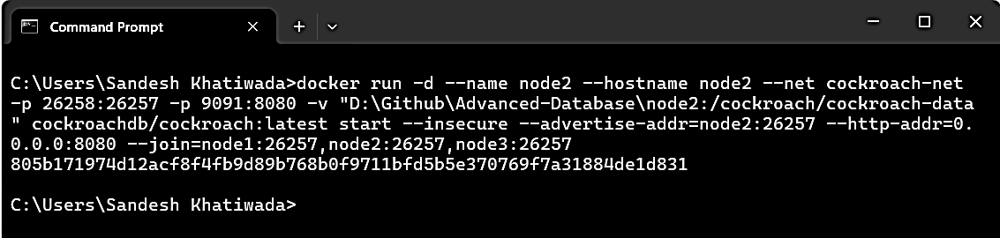 Command Prompt
C:\Users\Sandesh Khatiwada>docker run -d --name node2 --hostname node2 --net cockroach-net
-p 26258:26257 -p 9091:8080 -v "D:\Github\Advanced-Database\node2:/cockroach/cockroach-data
" cockroachdb/cockroach:latest start --insecure --advertise-addr=node2:26257 --http-addr=0.
0.0.0:8080 --join=node1:26257,node2:26257,node3:26257
805b171974d12acf8f4fb9d89b768b0f9711bfd5b5e370769f7a31884de1d831
C:\Users\Sandesh Khatiwada>